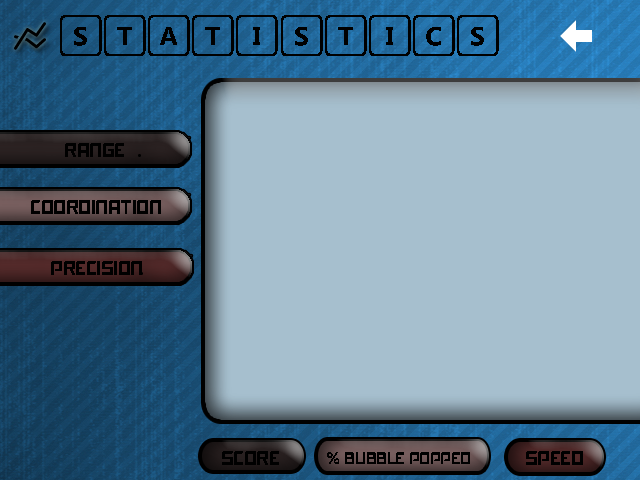 STATISTICS
RANGE .
COORDINATION
PRECISION
SCORE
% BUBBLE POPPED
SPEED